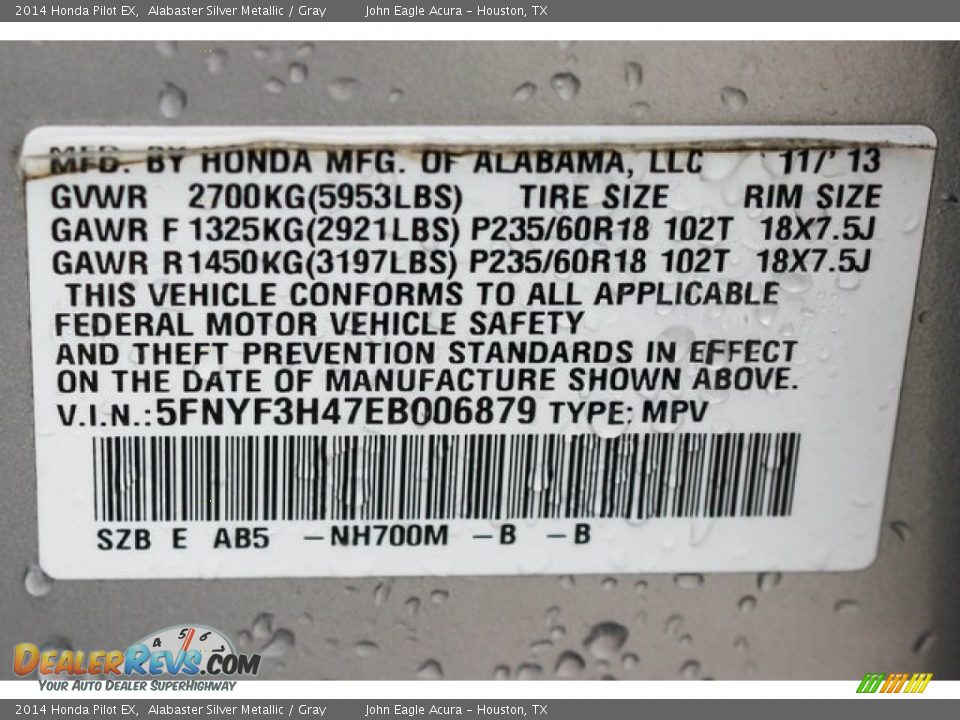 2014 Honda Pilot EX, Alabaster Silver Metallic / Gray John Eagle Acura - Houston, TX
MFD. BY HONDA MFG. OF ALABAMA, LLC 11/' 13
GVWR 2700KG(5953LBS) TIRE SIZE RIM SIZE
GAWR F 1325KG(2921LBS) P235/60R18 102T 18X7.5J
GAWR R1450KG(3197LBS) P235/60R18 102T 18X7.5J
THIS VEHICLE CONFORMS TO ALL APPLICABLE
FEDERAL MOTOR VEHICLE SAFETY
AND THEFT PREVENTION STANDARDS IN EFFECT
ON THE DATE OF MANUFACTURE SHOWN ABOVE.
V.I.N.:5FNYF3H47EB006879 TYPE: MPV
SZB E AB5 -NH700M -B -B
4 5 6
DEALERREVS.COM
YOUR AUTO DEALER SUPERHIGHWAY
2014 Honda Pilot EX, Alabaster Silver Metallic / Gray John Eagle Acura - Houston, TX